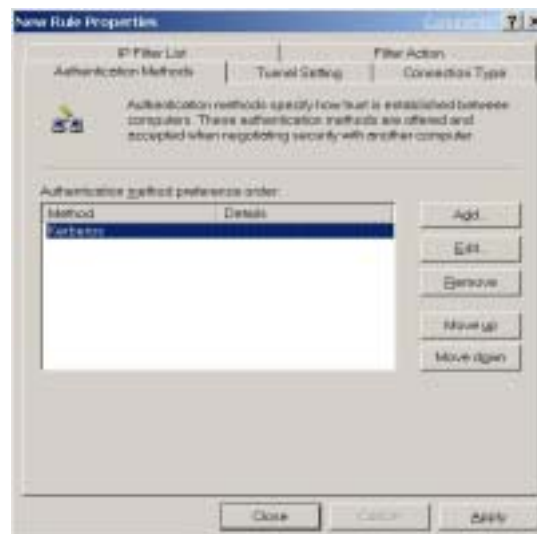 New Rule Properties
IP Filter List
Filter Action
Authentication Methods
Tunnel Setting
Connection Type
Authentication methods specify how trust is established between
computers. These authentication methods are offered and
accepted when negotiating security with another computer.
Authentication method preference order:
Method
Details
Kerberos
Add...
Edit...
Remove
Move up
Move down
Close
Cancel
Apply